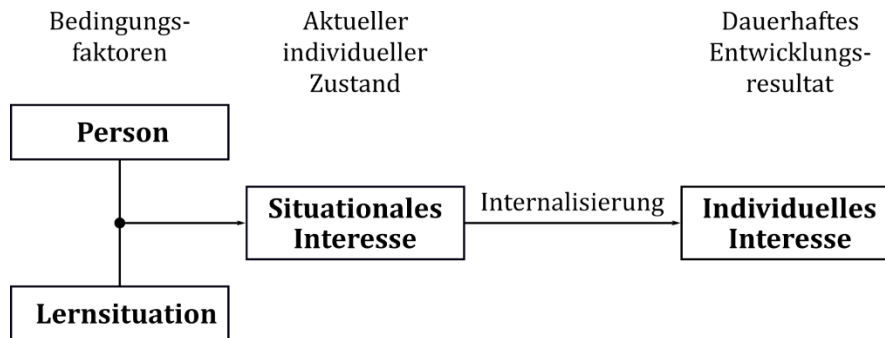 Bedingungs-
faktoren
Aktueller
individueller
Zustand
Dauerhaftes
Entwicklungs-
resultat
Person
Situationales
Interesse
Internalisierung
Individuelles
Interesse
Lernsituation